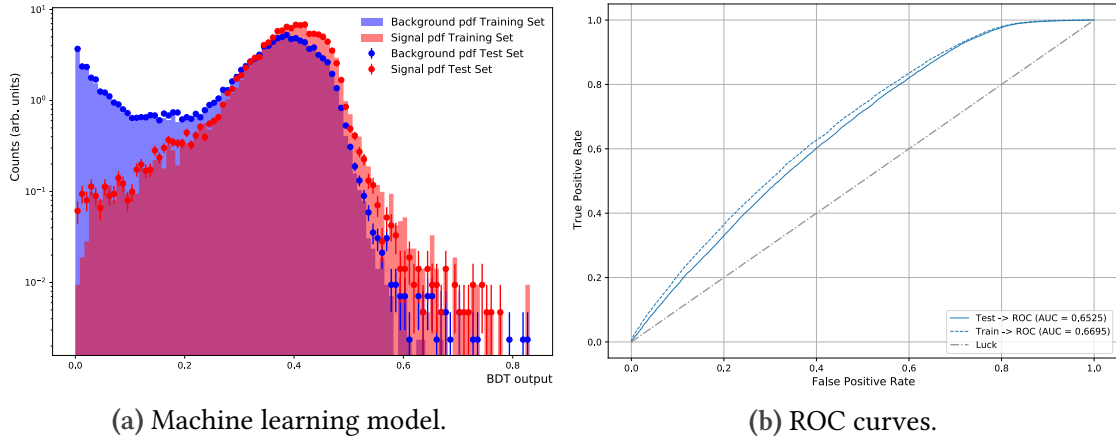 Counts (arb. units)
10¹
10⁰
10⁻¹
10⁻²
Background pdf Training Set
Signal pdf Training Set
Background pdf Test Set
Signal pdf Test Set
0.0 0.2 0.4 0.6 0.8
BDT output
(a) Machine learning model.
True Positive Rate
1.0
0.8
0.6
0.4
0.2
0.0
Test -> ROC (AUC = 0,6525)
Train -> ROC (AUC = 0.6695)
Luck
0.0 0.2 0.4 0.6 0.8 1.0
False Positive Rate
(b) ROC curves.